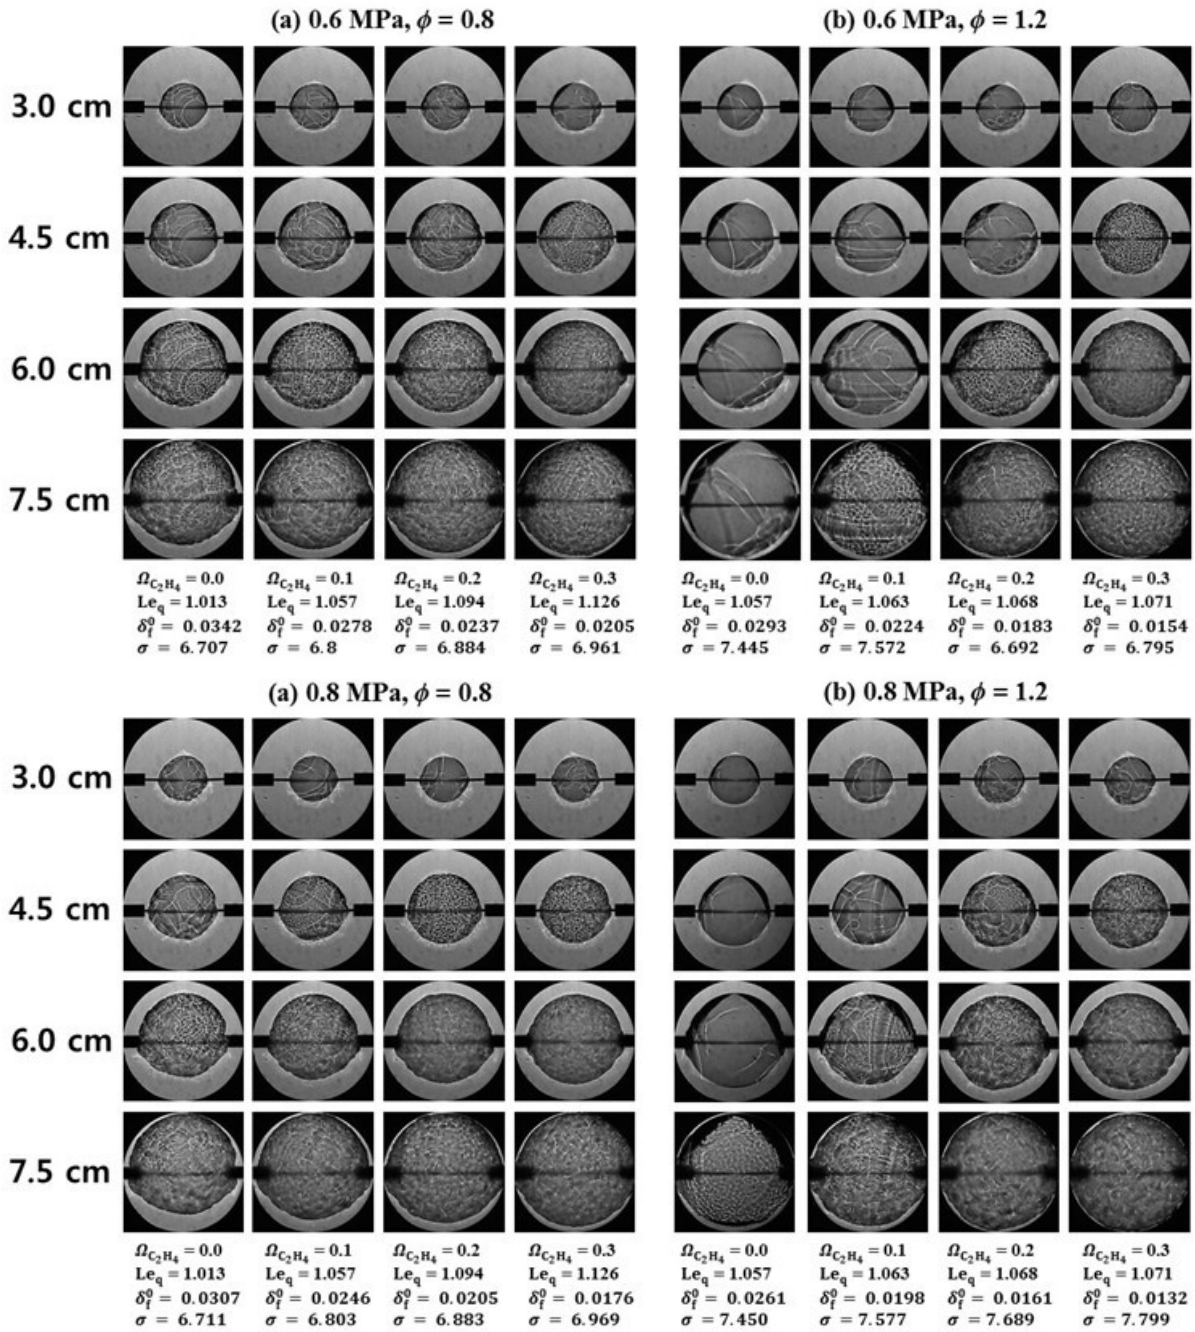 (a) 0.6 MPa, ϕ = 0.8 (b) 0.6 MPa, ϕ = 1.2
3.0 cm
4.5 cm
6.0 cm
7.5 cm
Ω_C₂H₄ = 0.0 Ω_C₂H₄ = 0.1 Ω_C₂H₄ = 0.2 Ω_C₂H₄ = 0.3 Ω_C₂H₄ = 0.0 Ω_C₂H₄ = 0.1 Ω_C₂H₄ = 0.2 Ω_C₂H₄ = 0.3
Le_q = 1.013 Le_q = 1.057 Le_q = 1.094 Le_q = 1.126 Le_q = 1.057 Le_q = 1.063 Le_q = 1.068 Le_q = 1.071
δ_f^0 = 0.0342 δ_f^0 = 0.0278 δ_f^0 = 0.0237 δ_f^0 = 0.0205 δ_f^0 = 0.0293 δ_f^0 = 0.0224 δ_f^0 = 0.0183 δ_f^0 = 0.0154
σ = 6.707 σ = 6.8 σ = 6.884 σ = 6.961 σ = 7.445 σ = 7.572 σ = 6.692 σ = 6.795
(a) 0.8 MPa, ϕ = 0.8 (b) 0.8 MPa, ϕ = 1.2
3.0 cm
4.5 cm
6.0 cm
7.5 cm
Ω_C₂H₄ = 0.0 Ω_C₂H₄ = 0.1 Ω_C₂H₄ = 0.2 Ω_C₂H₄ = 0.3 Ω_C₂H₄ = 0.0 Ω_C₂H₄ = 0.1 Ω_C₂H₄ = 0.2 Ω_C₂H₄ = 0.3
Le_q = 1.013 Le_q = 1.057 Le_q = 1.094 Le_q = 1.126 Le_q = 1.057 Le_q = 1.063 Le_q = 1.068 Le_q = 1.071
δ_f^0 = 0.0307 δ_f^0 = 0.0246 δ_f^0 = 0.0205 δ_f^0 = 0.0176 δ_f^0 = 0.0261 δ_f^0 = 0.0198 δ_f^0 = 0.0161 δ_f^0 = 0.0132
σ = 6.711 σ = 6.803 σ = 6.883 σ = 6.969 σ = 7.450 σ = 7.577 σ = 7.689 σ = 7.799